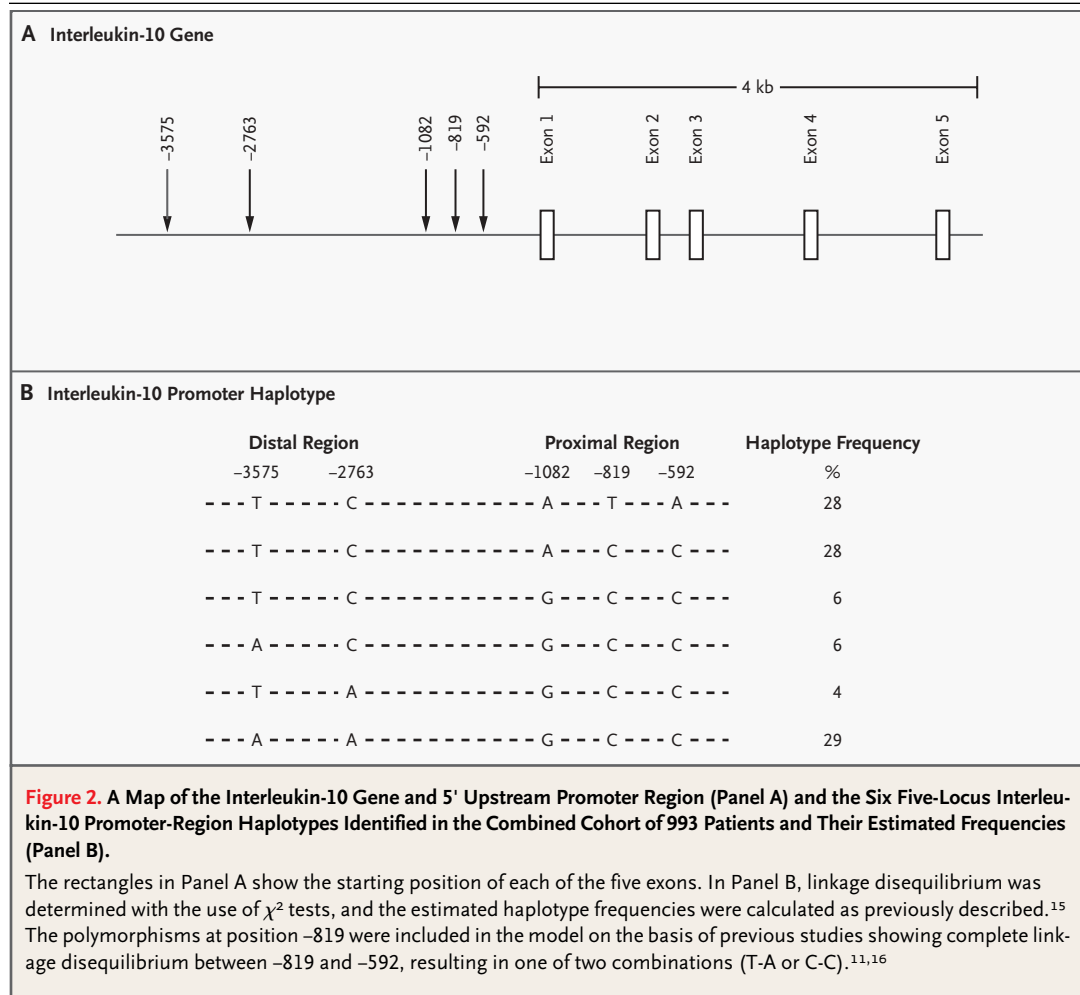 A Interleukin-10 Gene
4 kb
–3575
–2763
–1082
–819
–592
Exon 1
Exon 2
Exon 3
Exon 4
Exon 5
B Interleukin-10 Promoter Haplotype
Distal Region Proximal Region Haplotype Frequency
–3575 –2763 –1082 –819 –592 %
- - - T - - - - - C - - - - - - - - - - - A - - - T - - - A - - - 28
- - - T - - - - - C - - - - - - - - - - - A - - - C - - - C - - - 28
- - - T - - - - - C - - - - - - - - - - - G - - - C - - - C - - - 6
- - - A - - - - - C - - - - - - - - - - - G - - - C - - - C - - - 6
- - - T - - - - - A - - - - - - - - - - - G - - - C - - - C - - - 4
- - - A - - - - - A - - - - - - - - - - - G - - - C - - - C - - - 29
Figure 2. A Map of the Interleukin-10 Gene and 5' Upstream Promoter Region (Panel A) and the Six Five-Locus Interleu-
kin-10 Promoter-Region Haplotypes Identified in the Combined Cohort of 993 Patients and Their Estimated Frequencies
(Panel B).
The rectangles in Panel A show the starting position of each of the five exons. In Panel B, linkage disequilibrium was
determined with the use of χ² tests, and the estimated haplotype frequencies were calculated as previously described.¹⁵
The polymorphisms at position –819 were included in the model on the basis of previous studies showing complete link-
age disequilibrium between –819 and –592, resulting in one of two combinations (T-A or C-C).¹¹,¹⁶